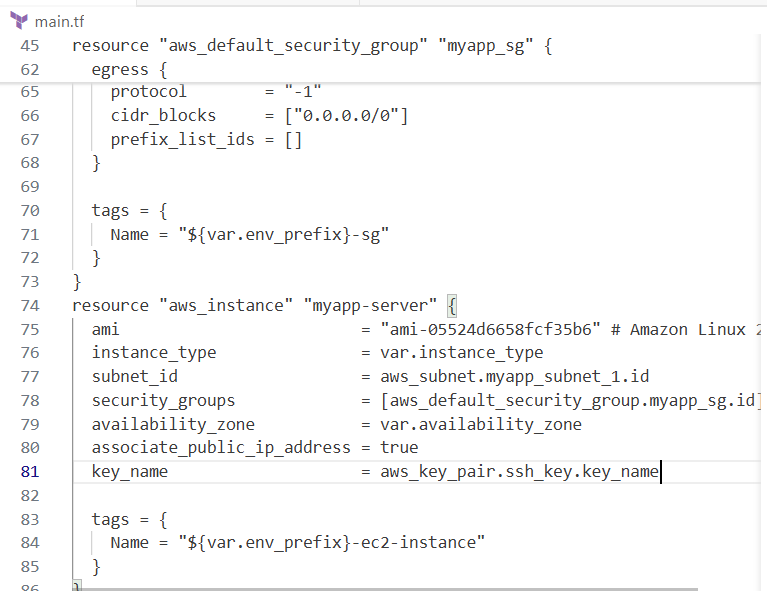 main.tf
45 resource "aws_default_security_group" "myapp_sg" {
62 egress {
65 protocol = "-1"
66 cidr_blocks = ["0.0.0.0/0"]
67 prefix_list_ids = []
68 }
69
70 tags = {
71 Name = "${var.env_prefix}-sg"
72 }
73 }
74 resource "aws_instance" "myapp-server" {
75 ami = "ami-05524d6658fcf35b6" # Amazon Linux 2
76 instance_type = var.instance_type
77 subnet_id = aws_subnet.myapp_subnet_1.id
78 security_groups = [aws_default_security_group.myapp_sg.id]
79 availability_zone = var.availability_zone
80 associate_public_ip_address = true
81 key_name = aws_key_pair.ssh_key.key_name
82
83 tags = {
84 Name = "${var.env_prefix}-ec2-instance"
85 }
86 }